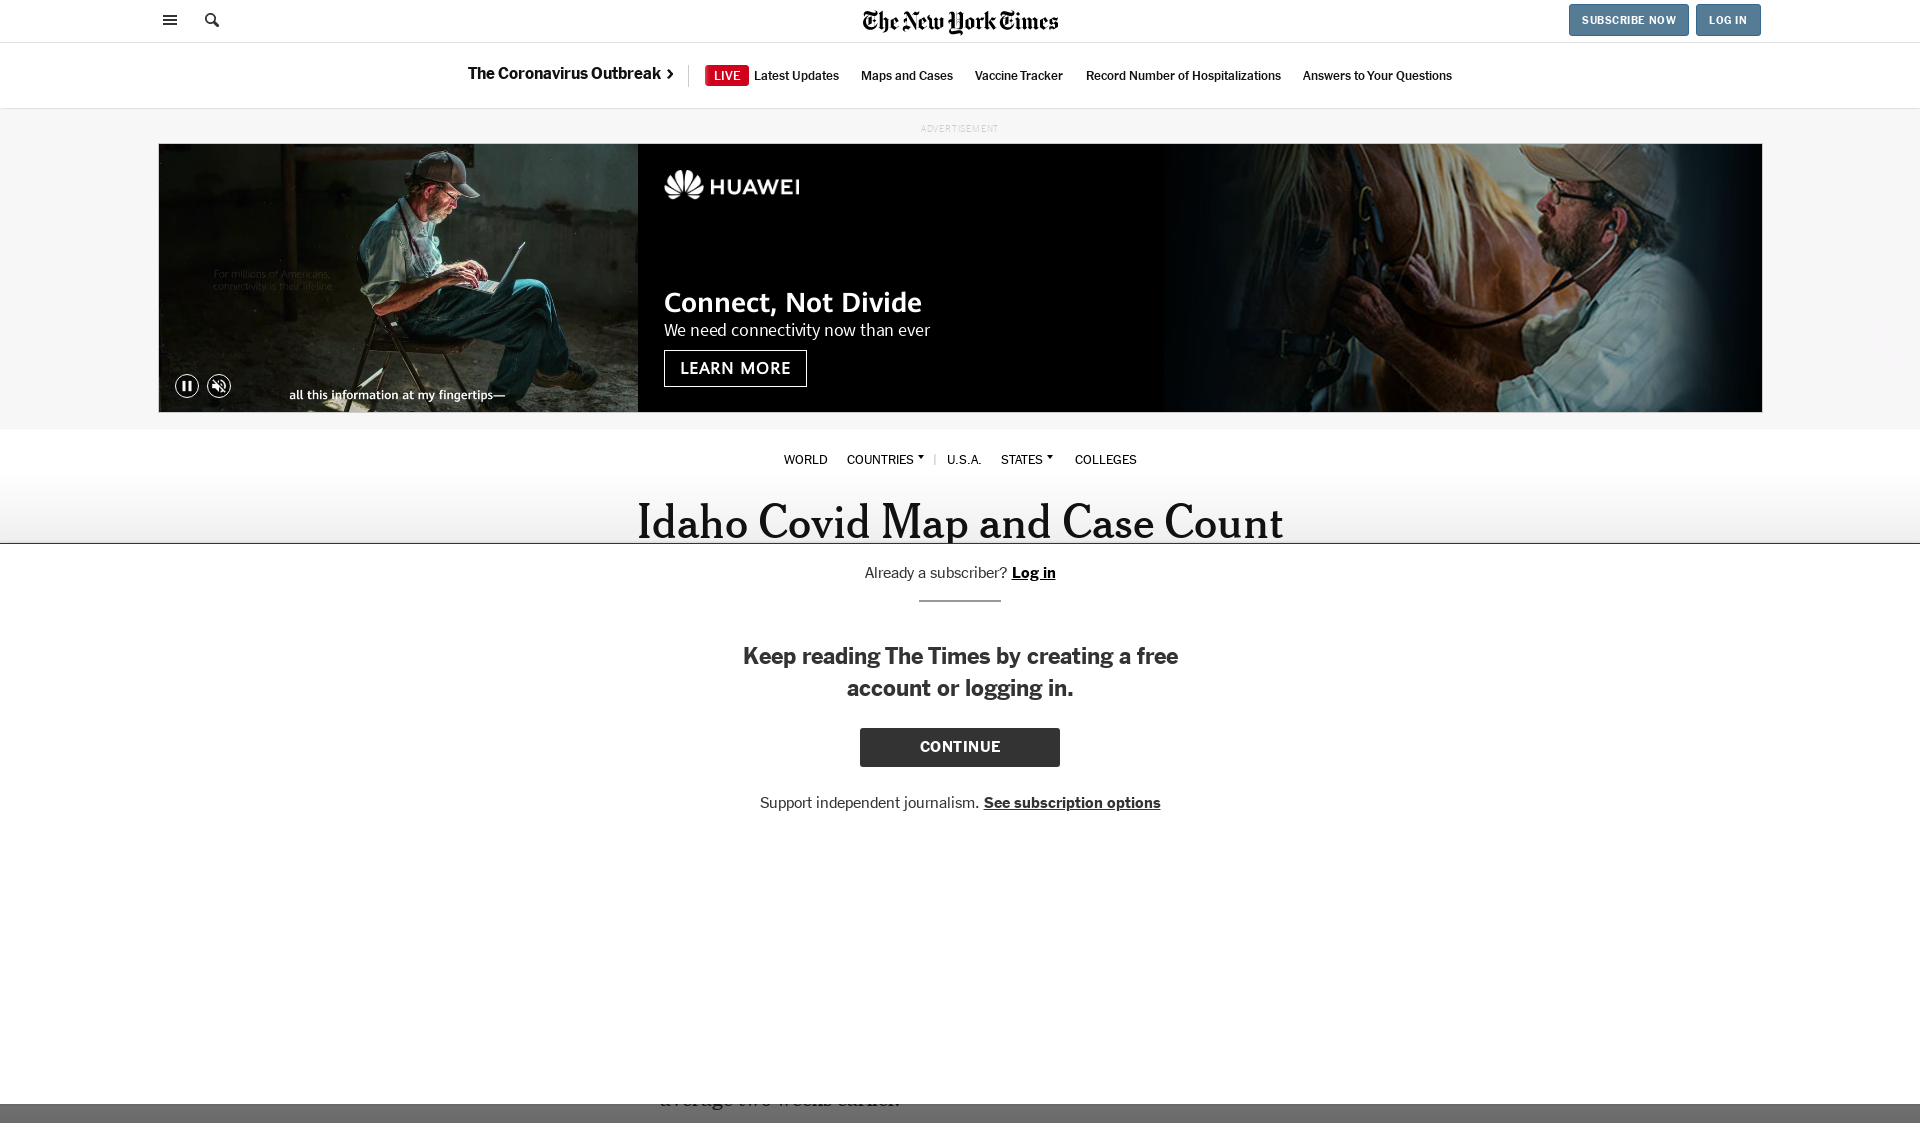 The New York Times
SUBSCRIBE NOW
LOG IN
The Coronavirus Outbreak
LIVE Latest Updates
Maps and Cases
Vaccine Tracker
Record Number of Hospitalizations
Answers to Your Questions
ADVERTISEMENT
For millions of Americans,
connectivity is their lifeline.
all this information at my fingertips—
HUAWEI
Connect, Not Divide
We need connectivity now than ever
LEARN MORE
WORLD
COUNTRIES
U.S.A.
STATES
COLLEGES
Idaho Covid Map and Case Count
Already a subscriber? Log in
Keep reading The Times by creating a free
account or logging in.
CONTINUE
Support independent journalism. See subscription options
average two weeks earlier.